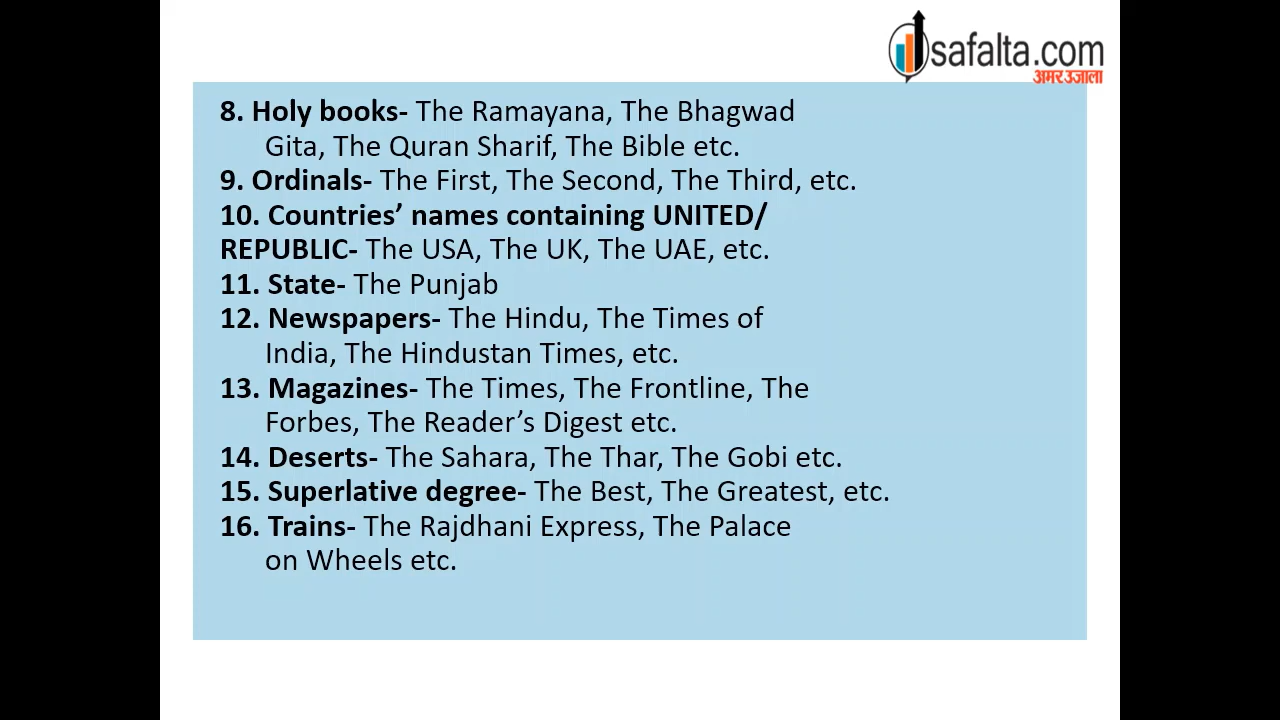 safalta.com
अमर उजाला
8. Holy books- The Ramayana, The Bhagwad
Gita, The Quran Sharif, The Bible etc.
9. Ordinals- The First, The Second, The Third, etc.
10. Countries’ names containing UNITED/
REPUBLIC- The USA, The UK, The UAE, etc.
11. State- The Punjab
12. Newspapers- The Hindu, The Times of
India, The Hindustan Times, etc.
13. Magazines- The Times, The Frontline, The
Forbes, The Reader’s Digest etc.
14. Deserts- The Sahara, The Thar, The Gobi etc.
15. Superlative degree- The Best, The Greatest, etc.
16. Trains- The Rajdhani Express, The Palace
on Wheels etc.